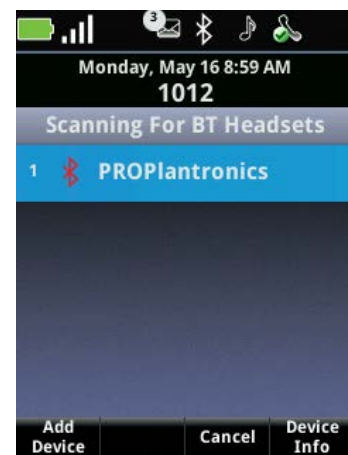 3
Monday, May 16 8:59 AM
1012
Scanning For BT Headsets
1 PROPlantronics
Add Device
Cancel
Device Info